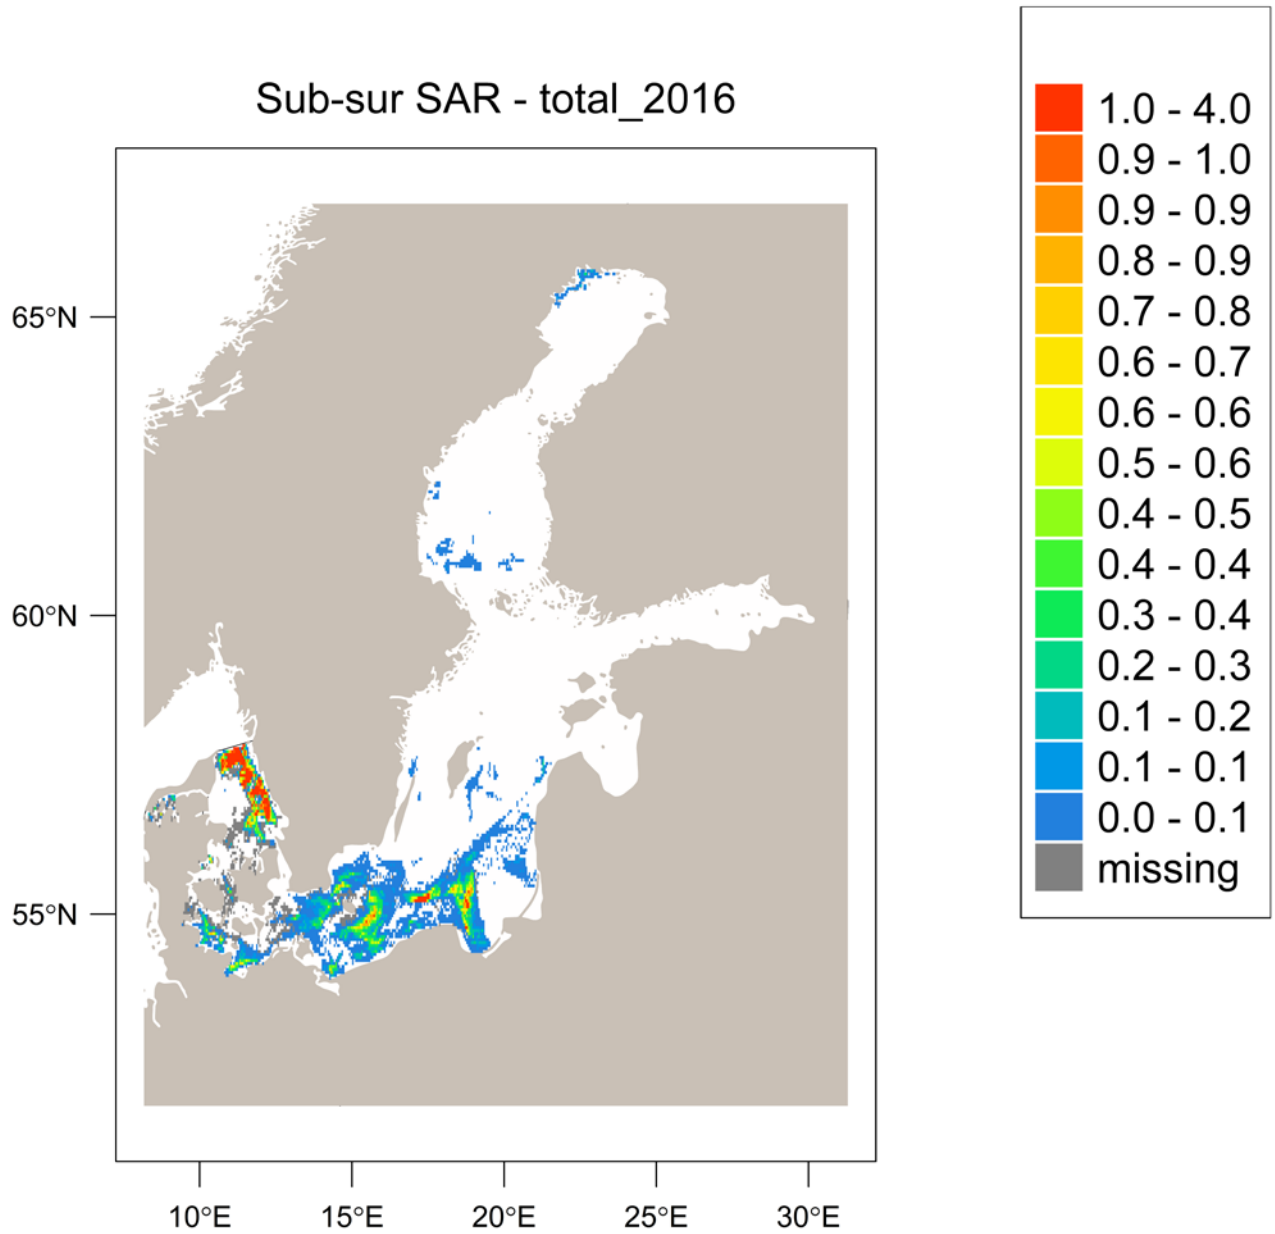 Sub-sur SAR - total_2016
1.0 - 4.0
0.9 - 1.0
0.9 - 0.9
0.8 - 0.9
0.7 - 0.8
0.6 - 0.7
0.6 - 0.6
0.5 - 0.6
0.4 - 0.5
0.4 - 0.4
0.3 - 0.4
0.2 - 0.3
0.1 - 0.2
0.1 - 0.1
0.0 - 0.1
missing
65°N
60°N
55°N
10°E 15°E 20°E 25°E 30°E